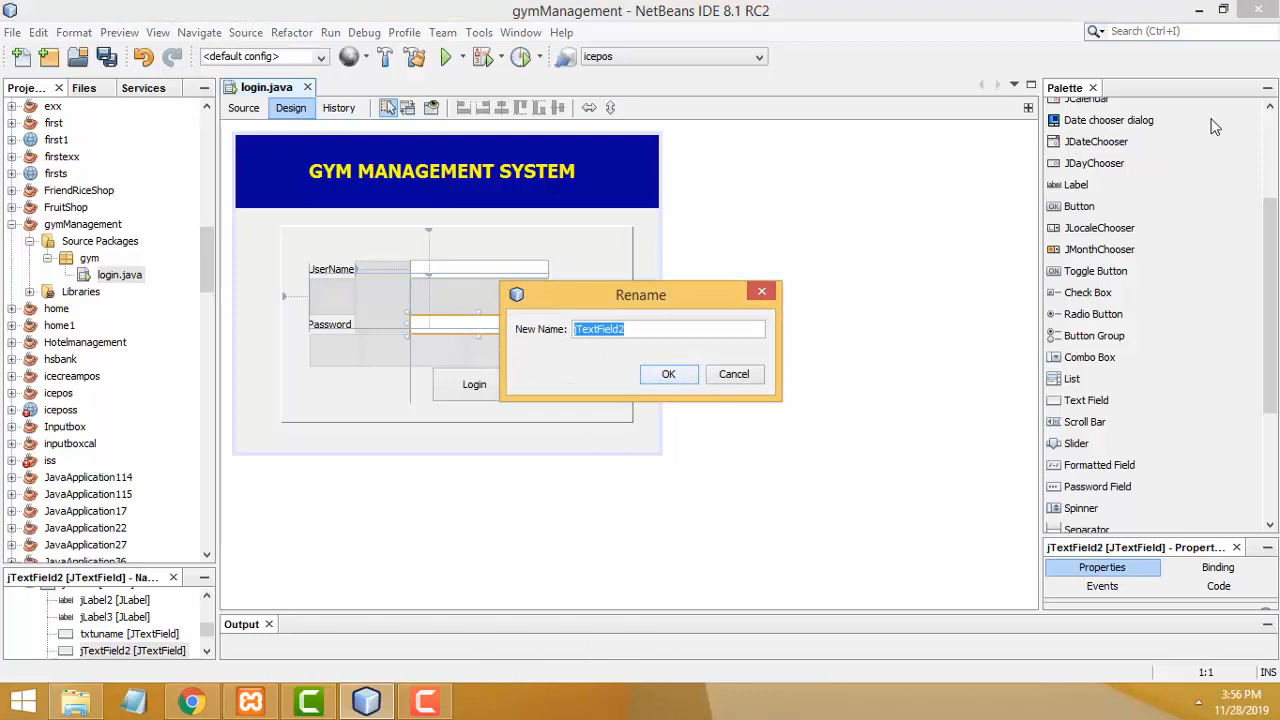 gymManagement - NetBeans IDE 8.1 RC2
File Edit Format Preview View Navigate Source Refactor Run Debug Profile Team Tools Window Help
Search (Ctrl+I)
<default config>
icepos
Proje...
Files
Services
login.java
Palette
Source
Design
History
exx
first
first1
firstexx
firsts
FriendRiceShop
FruitShop
gymManagement
Source Packages
gym
login.java
Libraries
home
home1
Hotelmanagement
hsbank
icecreampos
icepos
iceposs
Inputbox
inputboxcal
iss
JavaApplication114
JavaApplication115
JavaApplication17
JavaApplication22
JavaApplication27
JavaApplication36
GYM MANAGEMENT SYSTEM
UserName
Password
Login
Rename
New Name: jTextField2
OK
Cancel
JCalendar
Date chooser dialog
JDateChooser
JDayChooser
Label
Button
JLocaleChooser
JMonthChooser
Toggle Button
Check Box
Radio Button
Button Group
Combo Box
List
Text Field
Scroll Bar
Slider
Formatted Field
Password Field
Spinner
Separator
jTextField2 [JTextField] - Propert...
Properties
Binding
Events
Code
jTextField2 [JTextField] - Na...
jLabel2 [JLabel]
jLabel3 [JLabel]
txtuname [JTextField]
jTextField2 [JTextField]
Output
1:1
INS
3:56 PM
11/28/2019